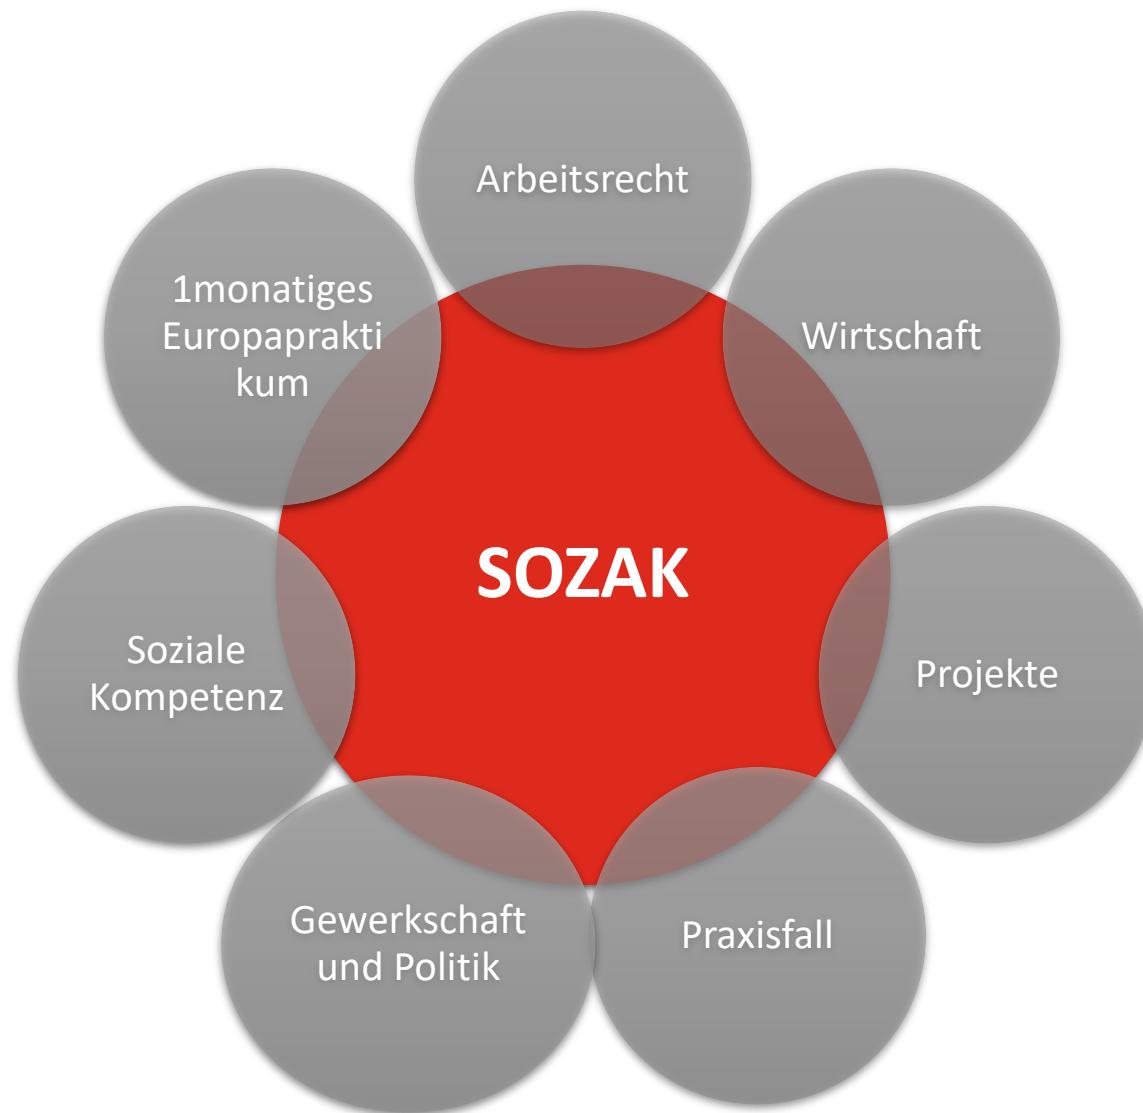 Arbeitsrecht
Wirtschaft
Projekte
Praxisfall
Gewerkschaft
und Politik
Soziale
Kompetenz
1monatiges
Europaprakti
kum
SOZAK